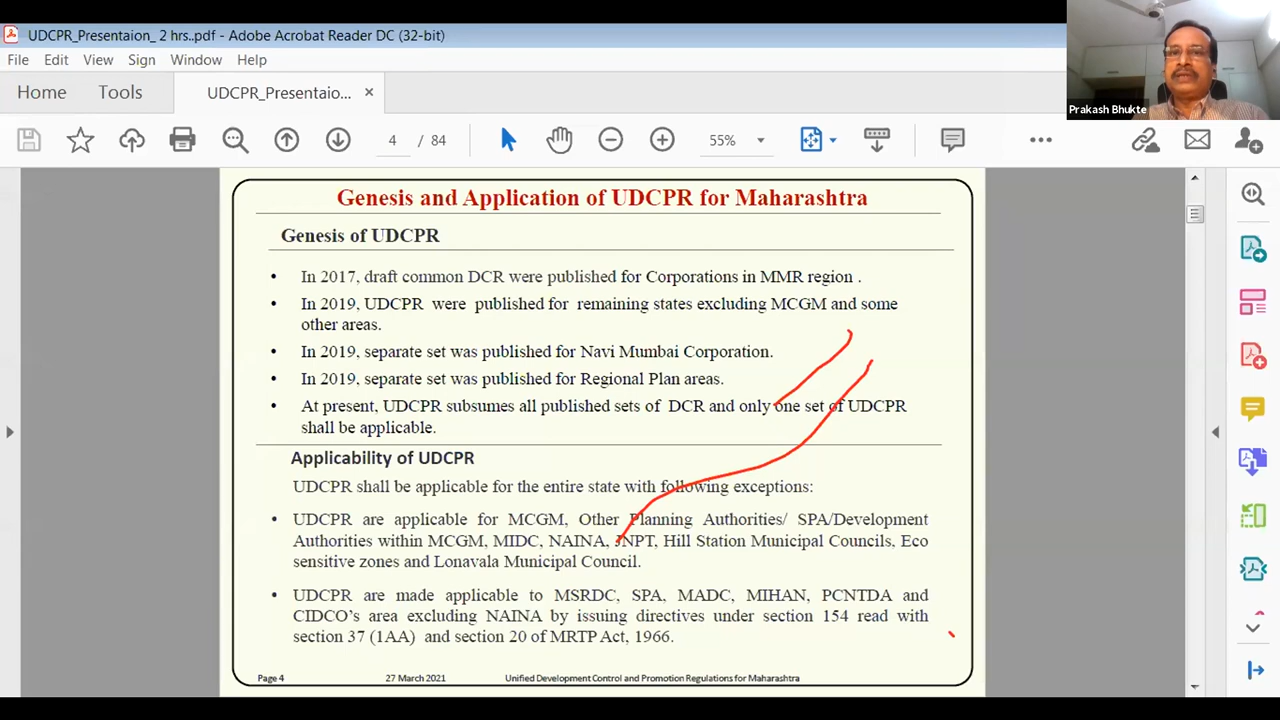 UDCPR_Presentaion_ 2 hrs..pdf - Adobe Acrobat Reader DC (32-bit)
File Edit View Sign Window Help
Home Tools UDCPR_Presentaio... ×
4 / 84 55%
Prakash Bhukte
Genesis and Application of UDCPR for Maharashtra
Genesis of UDCPR
• In 2017, draft common DCR were published for Corporations in MMR region .
• In 2019, UDCPR were published for remaining states excluding MCGM and some
other areas.
• In 2019, separate set was published for Navi Mumbai Corporation.
• In 2019, separate set was published for Regional Plan areas.
• At present, UDCPR subsumes all published sets of DCR and only one set of UDCPR
shall be applicable.
Applicability of UDCPR
UDCPR shall be applicable for the entire state with following exceptions:
• UDCPR are applicable for MCGM, Other Planning Authorities/ SPA/Development
Authorities within MCGM, MIDC, NAINA, JNPT, Hill Station Municipal Councils, Eco
sensitive zones and Lonavala Municipal Council.
• UDCPR are made applicable to MSRDC, SPA, MADC, MIHAN, PCNTDA and
CIDCO's area excluding NAINA by issuing directives under section 154 read with
section 37 (1AA) and section 20 of MRTP Act, 1966.
Page 4 27 March 2021 Unified Development Control and Promotion Regulations for Maharashtra